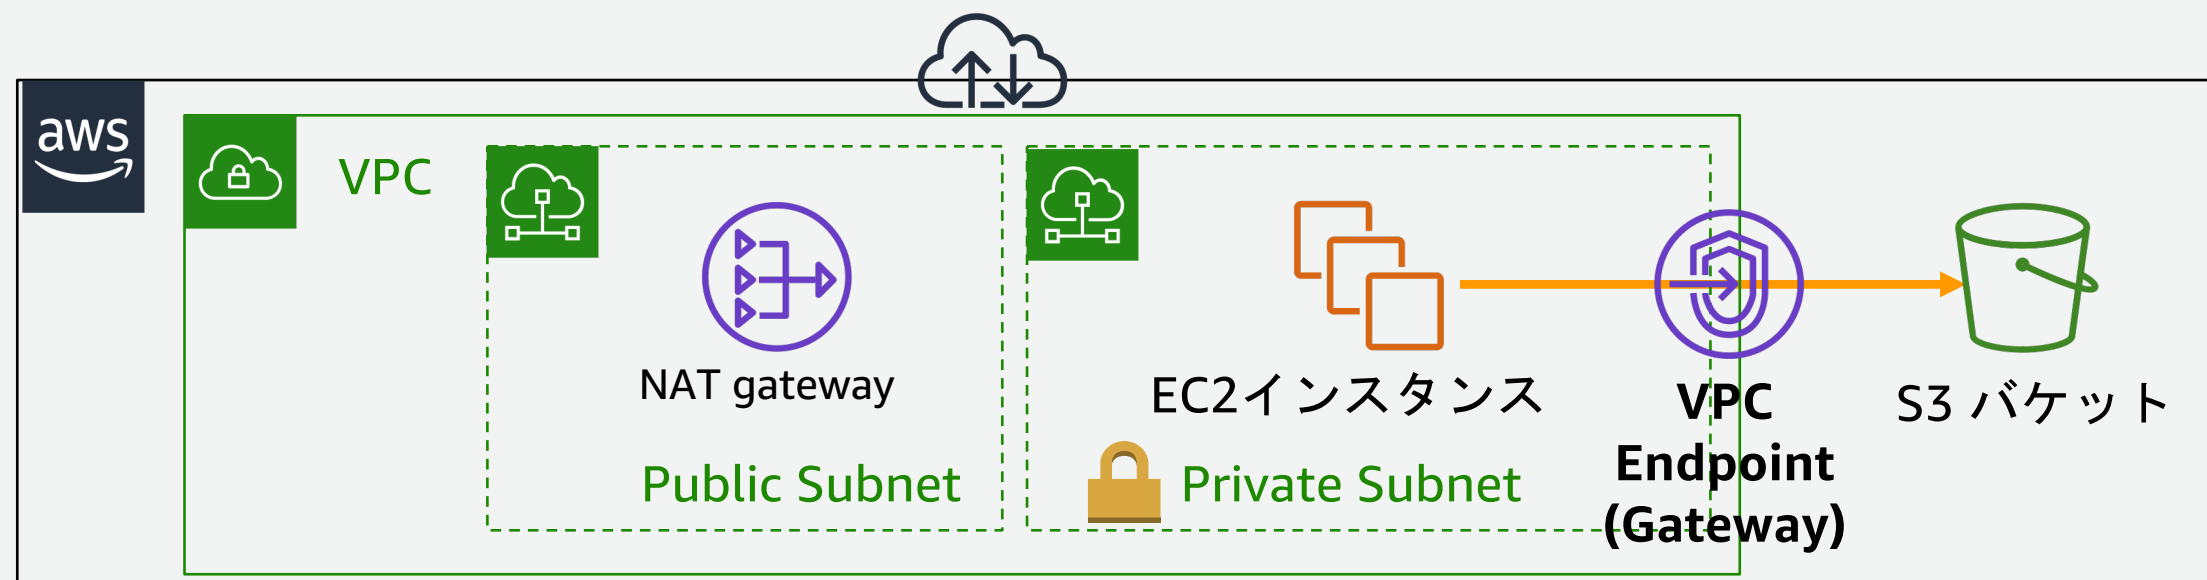 aws
VPC
NAT gateway
Public Subnet
EC2インスタンス
Private Subnet
VPC
Endpoint
(Gateway)
S3 バケット